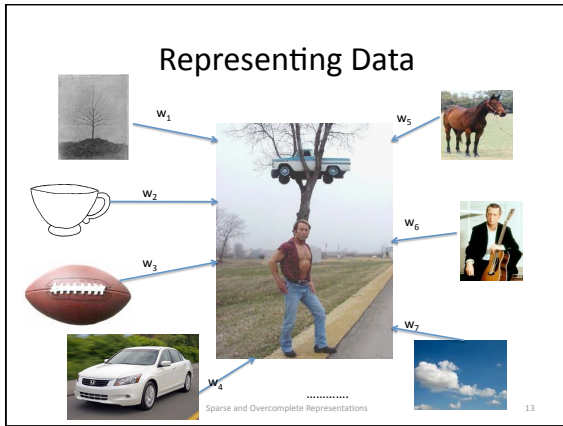 Representing Data
w1
w5
w2
w6
w3
w7
w4
.............
Sparse and Overcomplete Representations
13